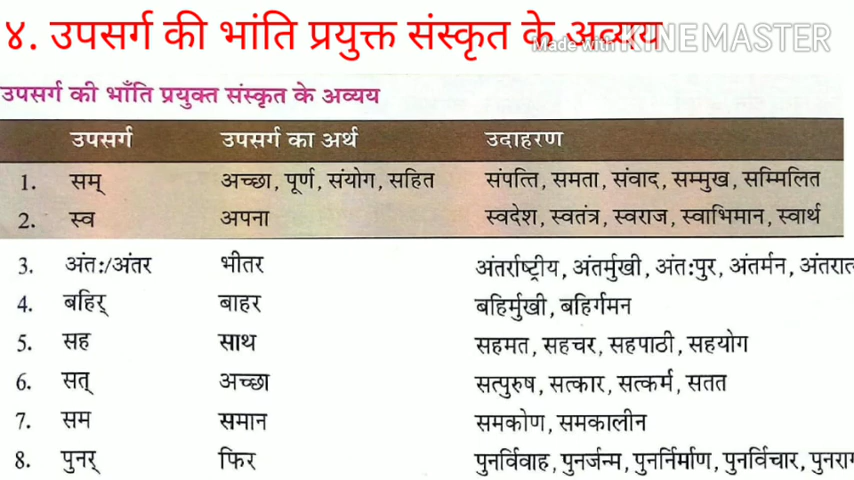 ४. उपसर्ग की भांति प्रयुक्त संस्कृत के अव्यय
Made with KINEMASTER
उपसर्ग की भाँति प्रयुक्त संस्कृत के अव्यय
उपसर्ग उपसर्ग का अर्थ उदाहरण
1. सम् अच्छा, पूर्ण, संयोग, सहित संपत्ति, समता, संवाद, सम्मुख, सम्मिलित
2. स्व अपना स्वदेश, स्वतंत्र, स्वराज, स्वाभिमान, स्वार्थ
3. अंतः/अंतर भीतर अंतर्राष्ट्रीय, अंतर्मुखी, अंतःपुर, अंतर्मन,
4. बहिर् बाहर बहिर्मुखी, बहिर्गमन
5. सह साथ सहमत, सहचर, सहपाठी, सहयोग
6. सत् अच्छा सत्पुरुष, सत्कार, सत्कर्म, सतत
7. सम समान समकोण, समकालीन
8. पुनर् फिर पुनर्विवाह, पुनर्जन्म, पुनर्निर्माण, पुनर्विचार,